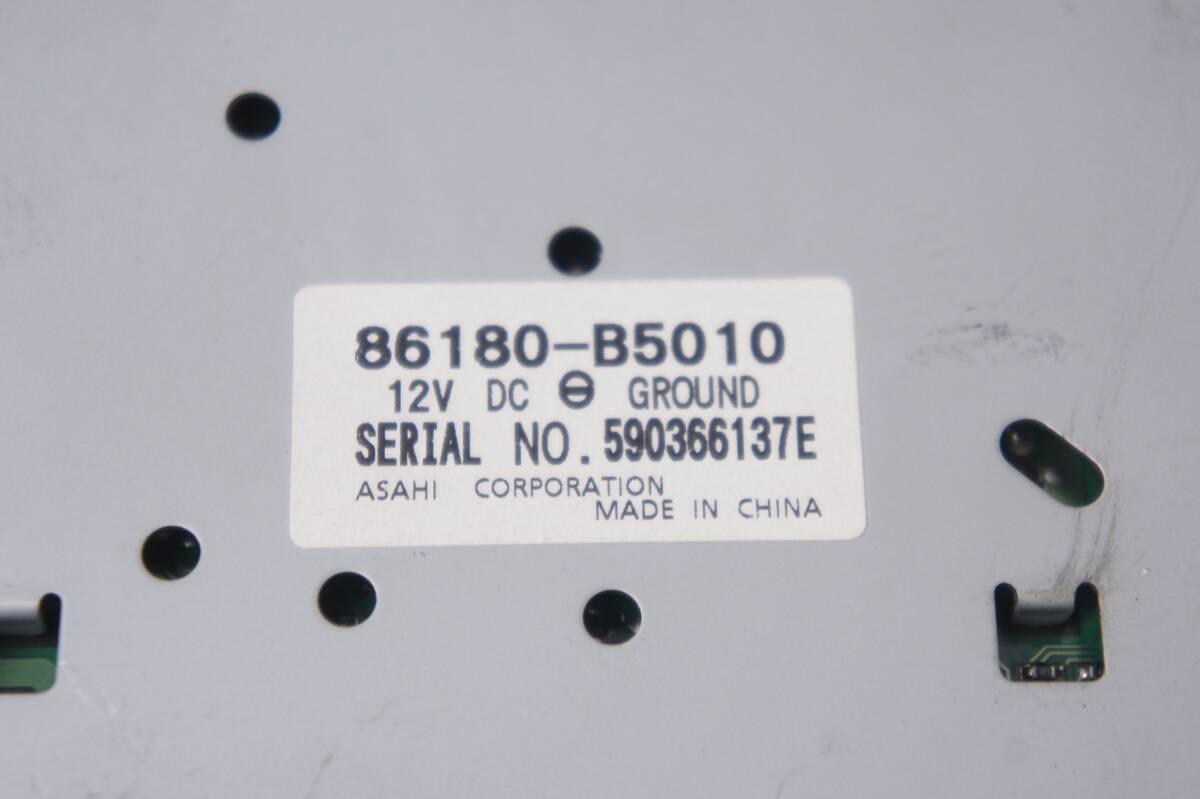 86180-B5010
12V DC ⊖ GROUND
SERIAL NO. 590366137E
ASAHI CORPORATION
MADE IN CHINA